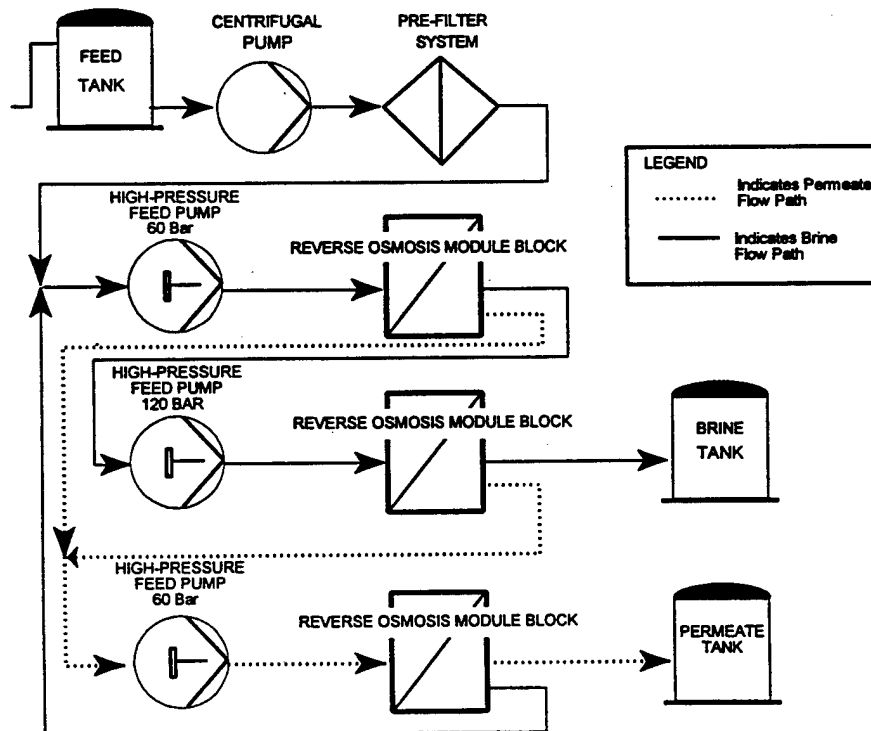 CENTRIFUGAL
PUMP
PRE-FILTER
SYSTEM
FEED
TANK
LEGEND
Indicates Permeate
Flow Path
Indicates Brine
Flow Path
HIGH-PRESSURE
FEED PUMP
60 Bar
REVERSE OSMOSIS MODULE BLOCK
HIGH-PRESSURE
FEED PUMP
120 BAR
REVERSE OSMOSIS MODULE BLOCK
BRINE
TANK
HIGH-PRESSURE
FEED PUMP
60 Bar
REVERSE OSMOSIS MODULE BLOCK
PERMEATE
TANK